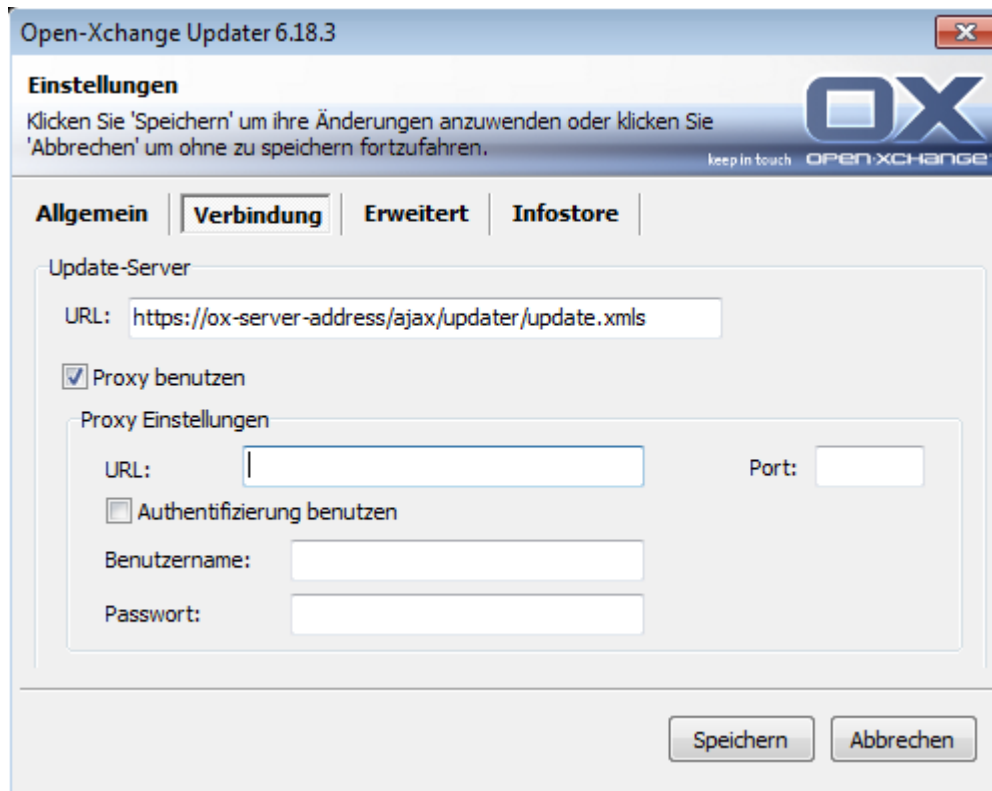 Open-Xchange Updater 6.18.3
Einstellungen
Klicken Sie 'Speichern' um ihre Änderungen anzuwenden oder klicken Sie
'Abbrechen' um ohne zu speichern fortzufahren.
OX
keep in touch OPEN-XCHANGE
Allgemein Verbindung Erweitert Infostore
Update-Server
URL: https://ox-server-address/ajax/updater/update.xmls
Proxy benutzen
Proxy Einstellungen
URL: Port:
Authentifizierung benutzen
Benutzername:
Passwort:
Speichern Abbrechen